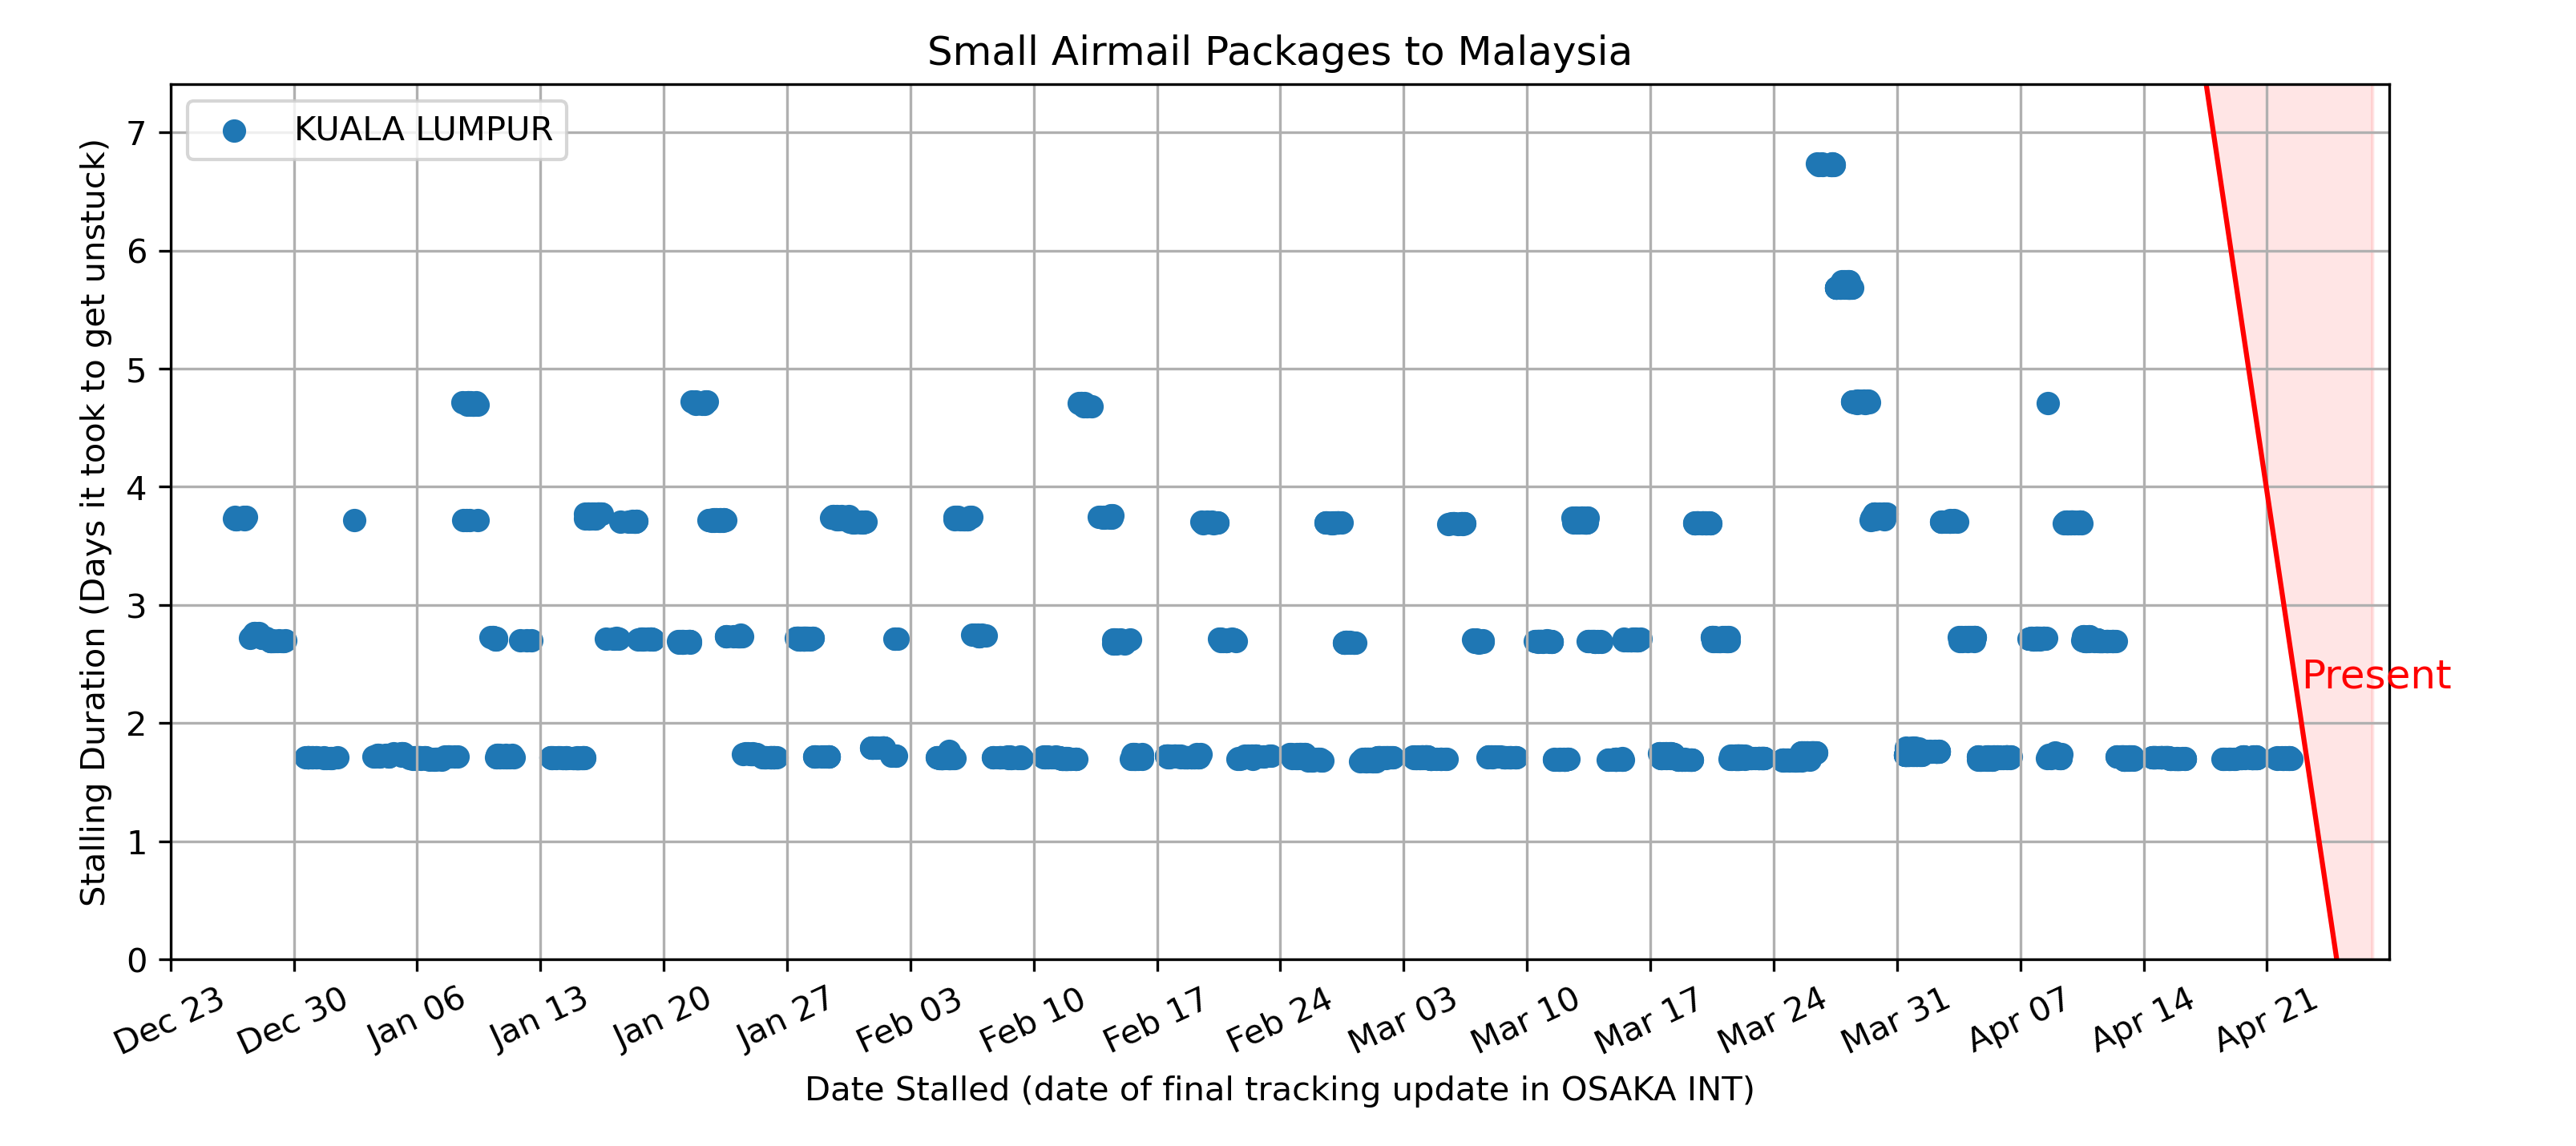 Small Airmail Packages to Malaysia
KUALA LUMPUR
Stalling Duration (Days it took to get unstuck)
7
6
5
4
3
2
1
0
Present
Dec 23
Dec 30
Jan 06
Jan 13
Jan 20
Jan 27
Feb 03
Feb 10
Feb 17
Feb 24
Mar 03
Mar 10
Mar 17
Mar 24
Mar 31
Apr 07
Apr 14
Apr 21
Date Stalled (date of final tracking update in OSAKA INT)